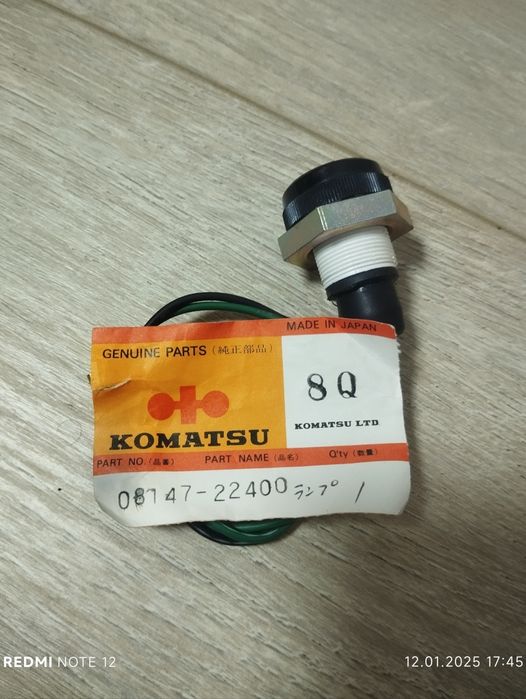 MADE IN JAPAN
GENUINE PARTS (純正部品)
8Q
KOMATSU
KOMATSU LTD
PART NO. (品番) PART NAME (品名) Q'ty (数量)
08147-22400 ランプ 1
REDMI NOTE 12
12.01.2025 17:45